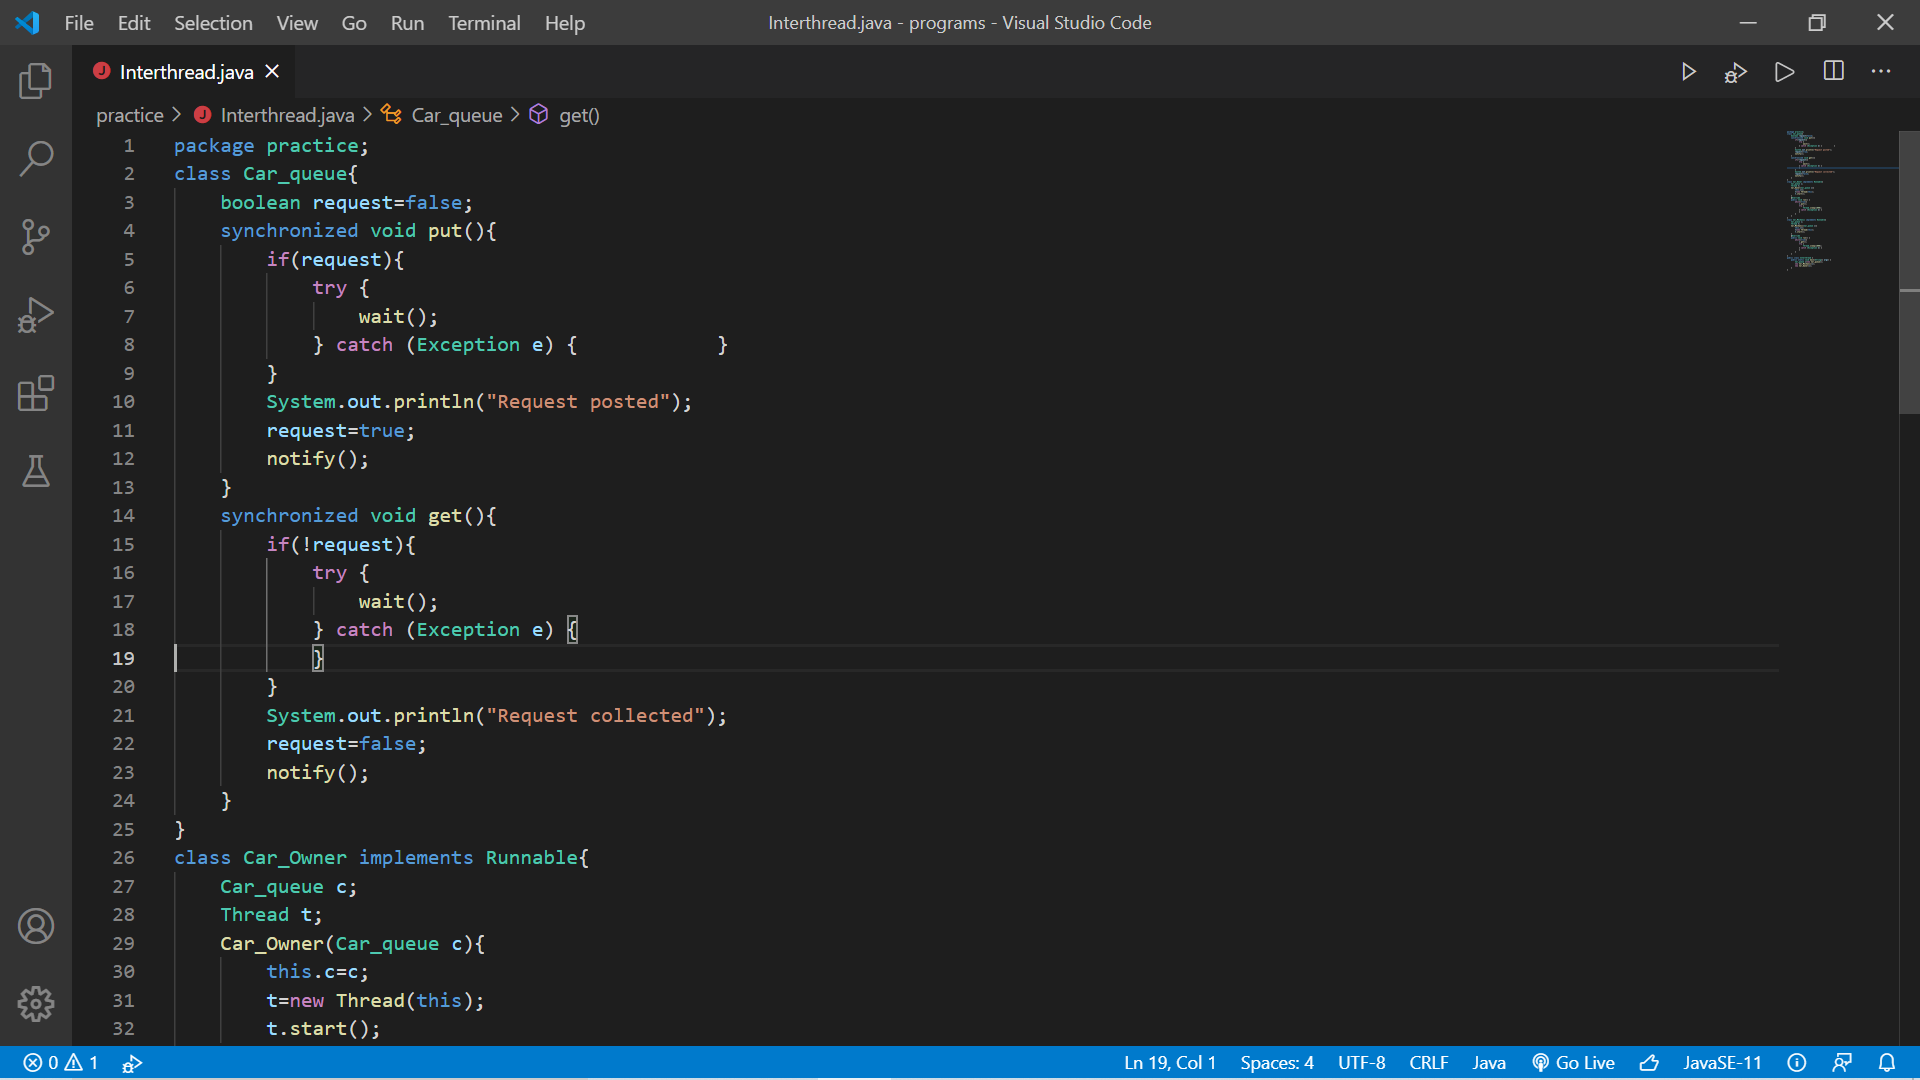 File Edit Selection View Go Run Terminal Help
Interthread.java - programs - Visual Studio Code
J Interthread.java
practice > J Interthread.java > Car_queue > get()
1 package practice;
2 class Car_queue{
3 boolean request=false;
4 synchronized void put(){
5 if(request){
6 try {
7 wait();
8 } catch (Exception e) { }
9 }
10 System.out.println("Request posted");
11 request=true;
12 notify();
13 }
14 synchronized void get(){
15 if(!request){
16 try {
17 wait();
18 } catch (Exception e) {
19 }
20 }
21 System.out.println("Request collected");
22 request=false;
23 notify();
24 }
25 }
26 class Car_Owner implements Runnable{
27 Car_queue c;
28 Thread t;
29 Car_Owner(Car_queue c){
30 this.c=c;
31 t=new Thread(this);
32 t.start();
0 1 Ln 19, Col 1 Spaces: 4 UTF-8 CRLF Java Go Live JavaSE-11